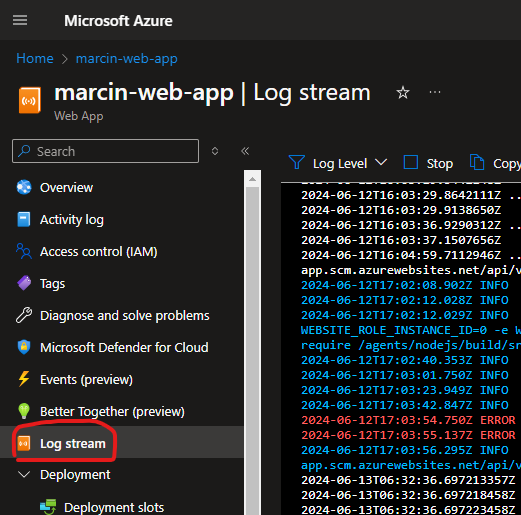 Microsoft Azure
Home > marcin-web-app
marcin-web-app | Log stream
Web App
Search
Overview
Activity log
Access control (IAM)
Tags
Diagnose and solve problems
Microsoft Defender for Cloud
Events (preview)
Better Together (preview)
Log stream
Deployment
Deployment slots
Log Level
Stop
Copy
2024-06-12T16:03:29.8642111Z ..
2024-06-12T16:03:29.9138650Z
2024-06-12T16:03:36.9290312Z ..
2024-06-12T16:03:37.1507656Z
2024-06-12T16:04:59.7112946Z ..
app.scm.azurewebsites.net/api/v
2024-06-12T17:02:08.902Z INFO
2024-06-12T17:02:12.028Z INFO
2024-06-12T17:02:12.029Z INFO
WEBSITE_ROLE_INSTANCE_ID=0 -e W
require /agents/nodejs/build/sr
2024-06-12T17:02:40.353Z INFO
2024-06-12T17:03:01.750Z INFO
2024-06-12T17:03:23.949Z INFO
2024-06-12T17:03:42.847Z INFO
2024-06-12T17:03:54.750Z ERROR
2024-06-12T17:03:55.137Z ERROR
2024-06-12T17:03:56.295Z INFO
app.scm.azurewebsites.net/api/v
2024-06-13T06:32:36.697213357Z
2024-06-13T06:32:36.697218458Z
2024-06-13T06:32:36.697223458Z